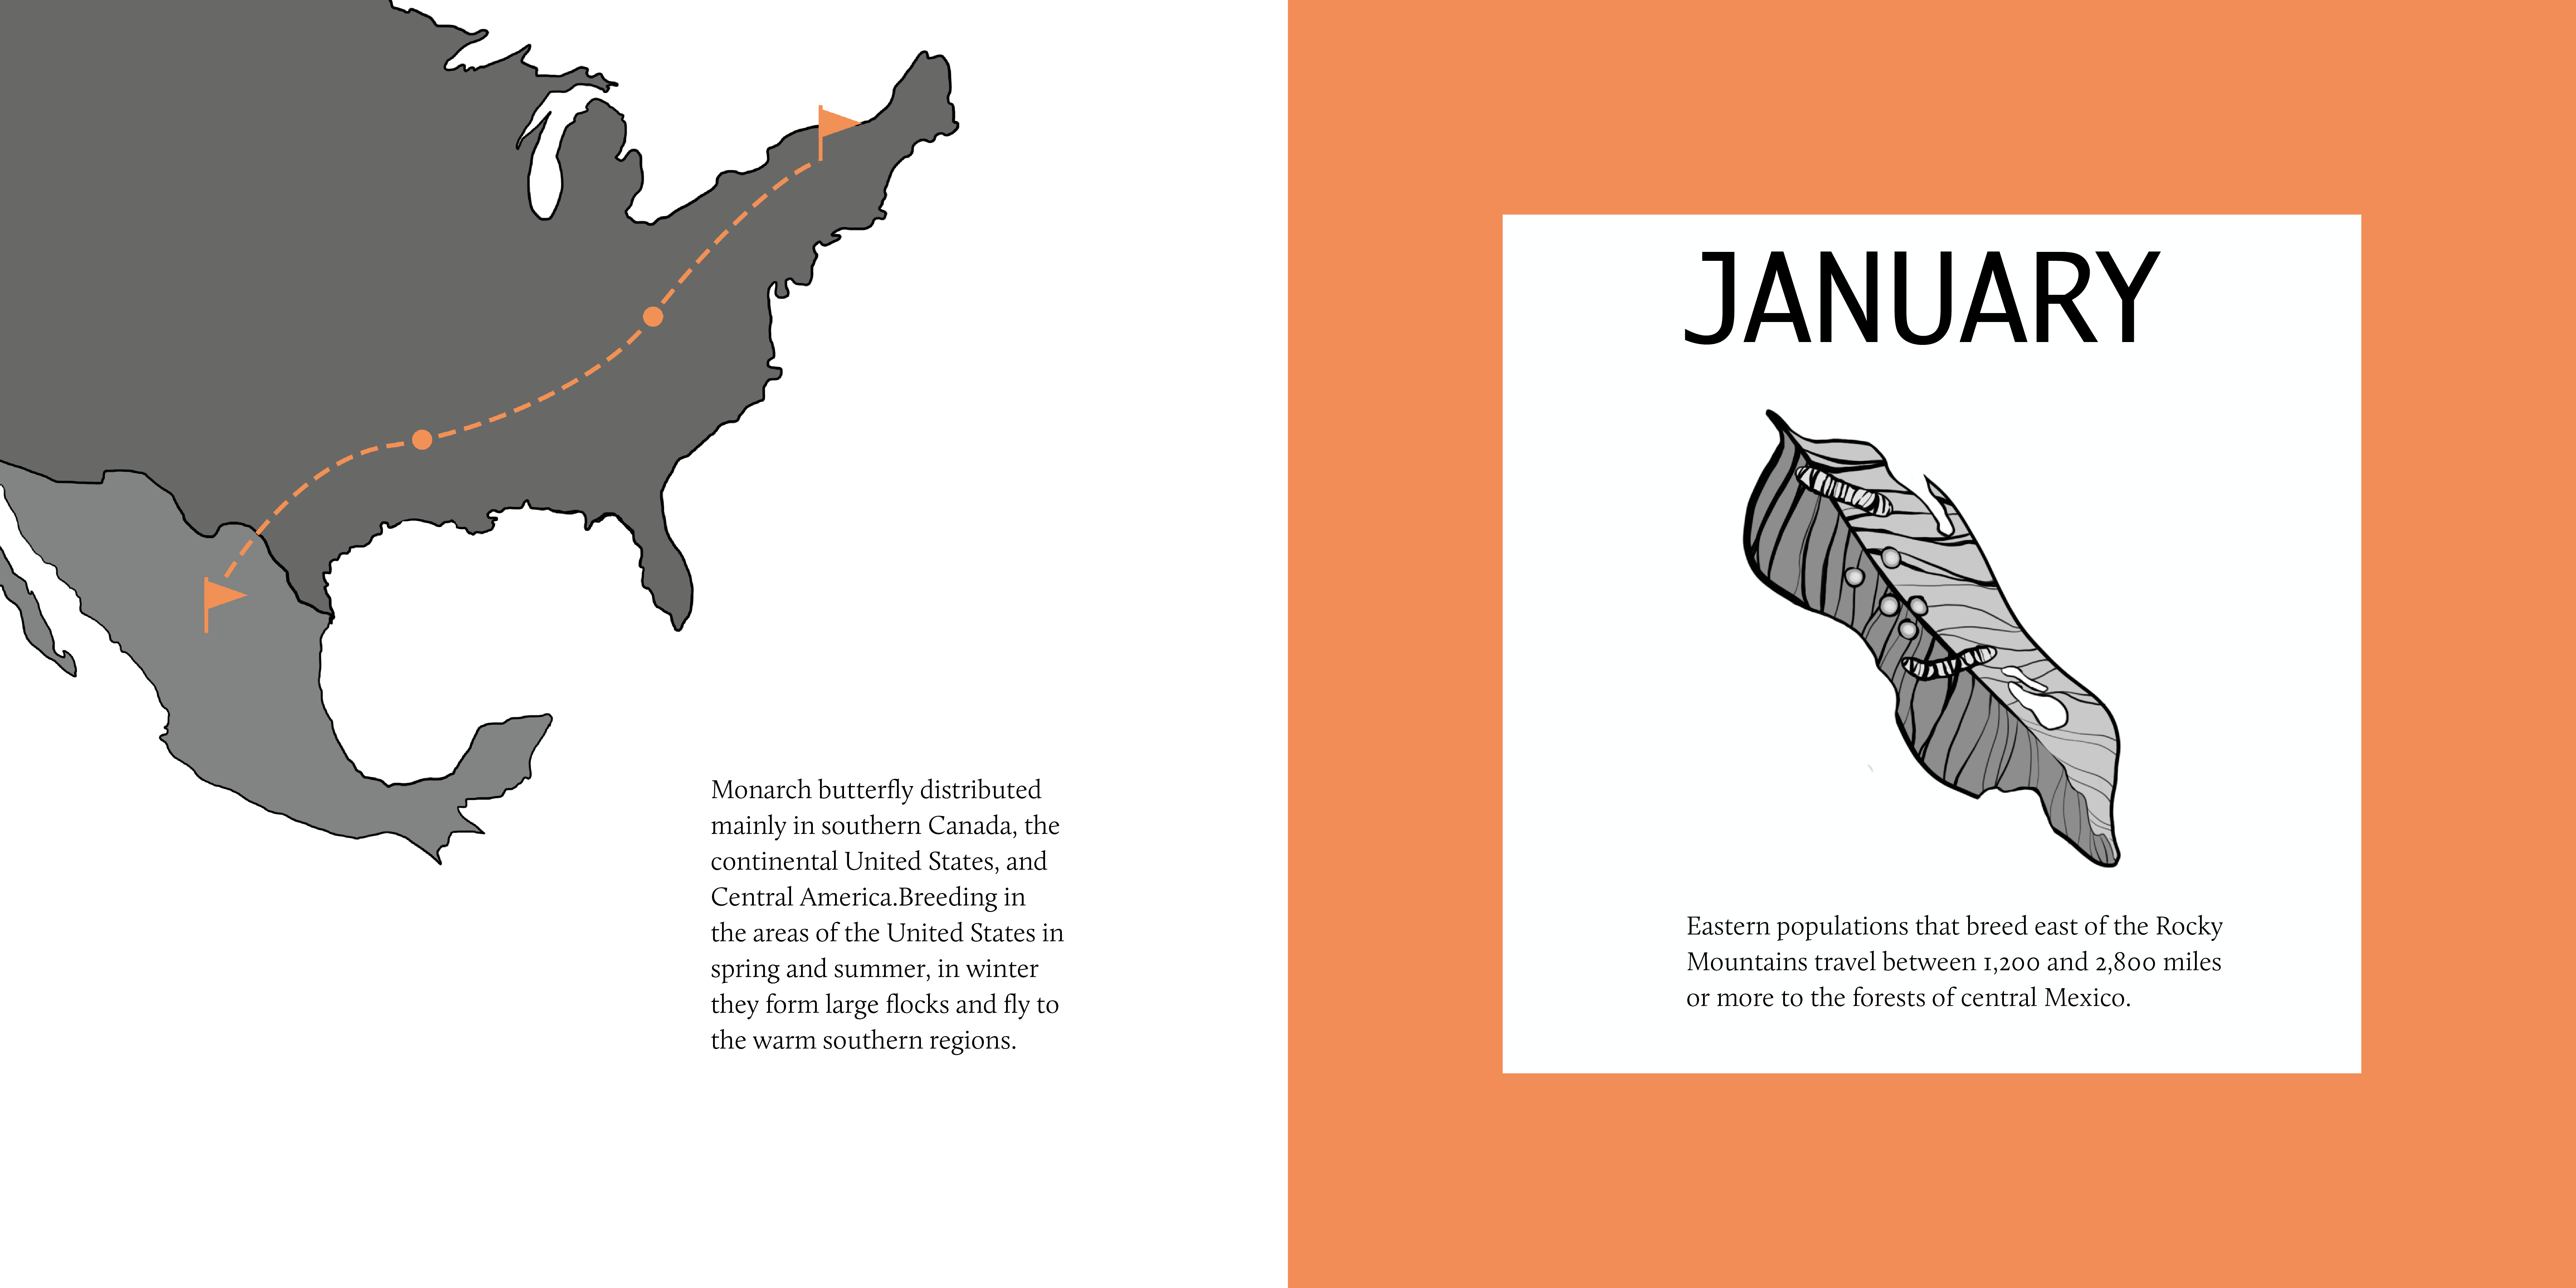 Monarch butterfly distributed
mainly in southern Canada, the
continental United States, and
Central America.Breeding in
the areas of the United States in
spring and summer, in winter
they form large flocks and fly to
the warm southern regions.
JANUARY
Eastern populations that breed east of the Rocky
Mountains travel between 1,200 and 2,800 miles
or more to the forests of central Mexico.